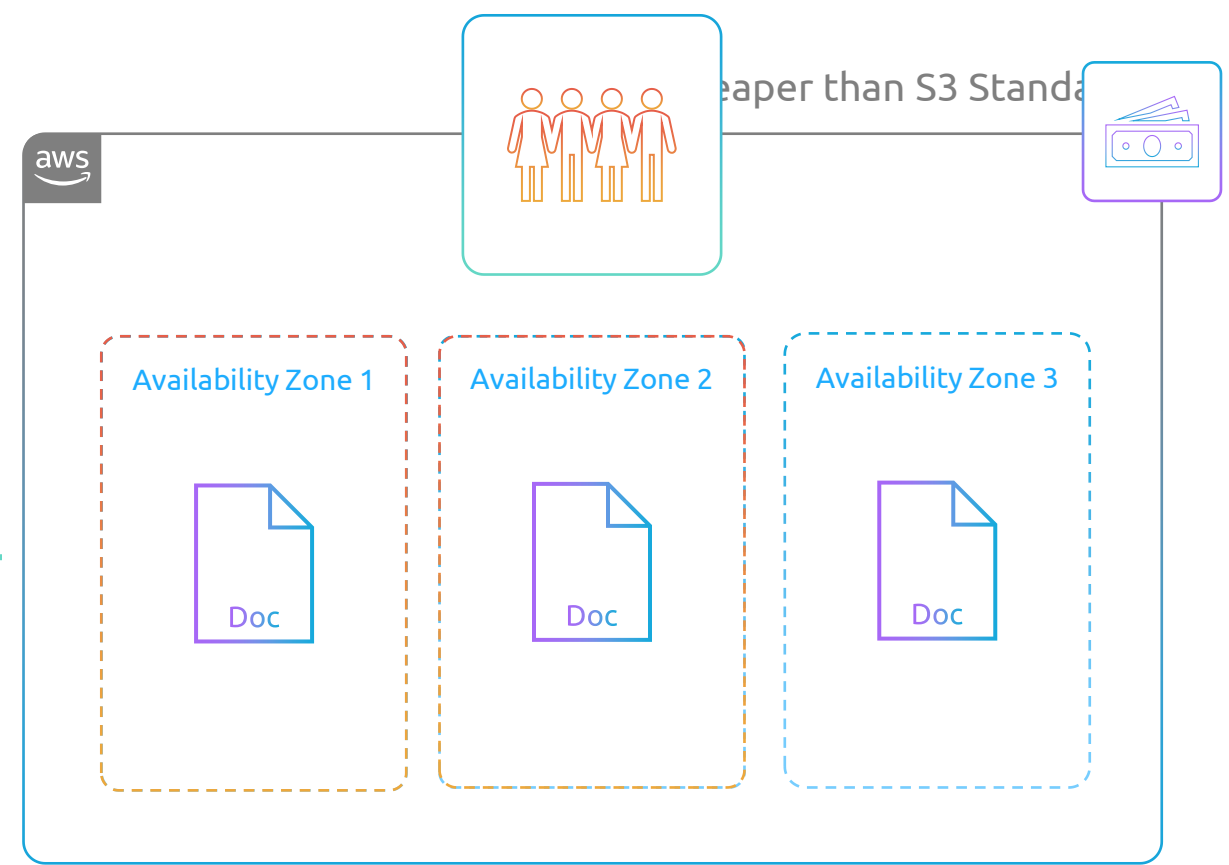 eaper than S3 Standa
aws
Availability Zone 1
Availability Zone 2
Availability Zone 3
Doc
Doc
Doc